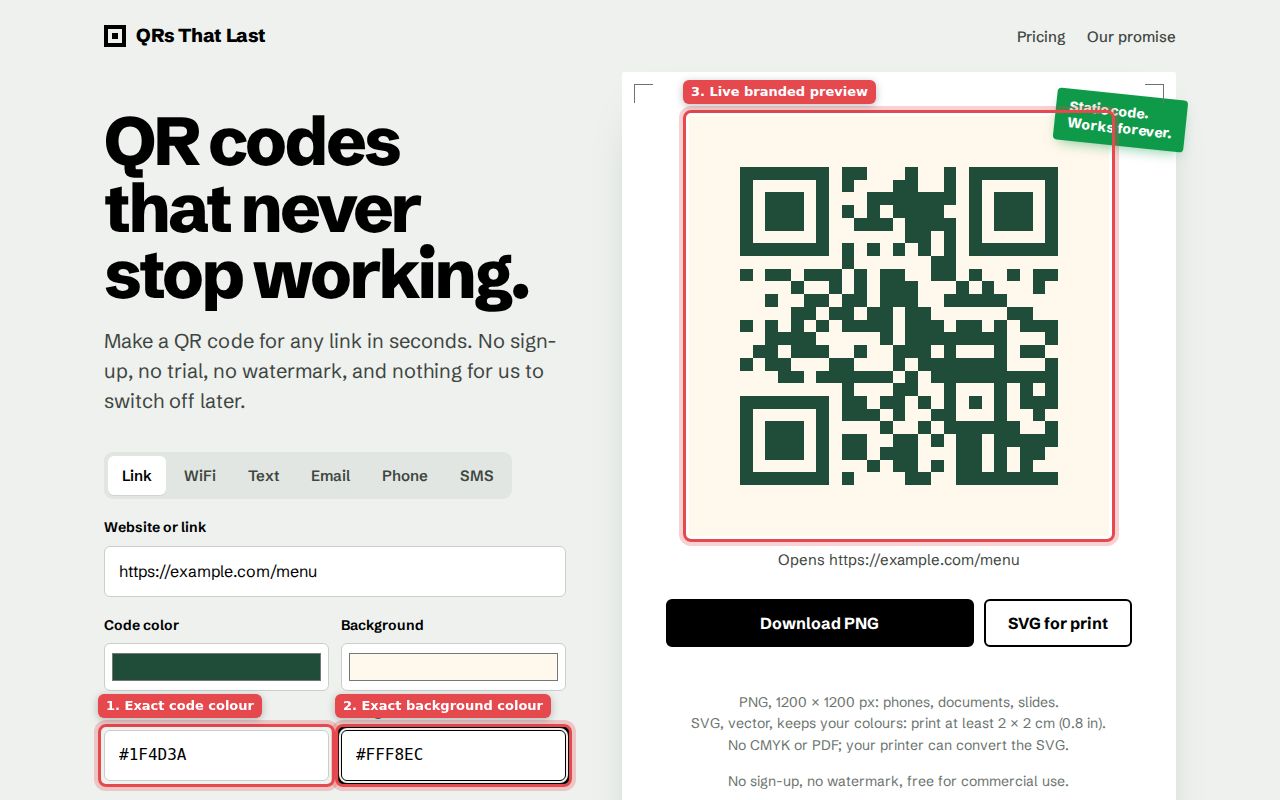 QRs That Last
Pricing
Our promise
QR codes
that never
stop working.
Make a QR code for any link in seconds. No sign-
up, no trial, no watermark, and nothing for us to
switch off later.
Link
WiFi
Text
Email
Phone
SMS
Website or link
https://example.com/menu
Code color
Background
1. Exact code colour
2. Exact background colour
#1F4D3A
#FFF8EC
3. Live branded preview
Static code.
Works forever.
Opens https://example.com/menu
Download PNG
SVG for print
PNG, 1200 × 1200 px: phones, documents, slides.
SVG, vector, keeps your colours: print at least 2 × 2 cm (0.8 in).
No CMYK or PDF; your printer can convert the SVG.
No sign-up, no watermark, free for commercial use.